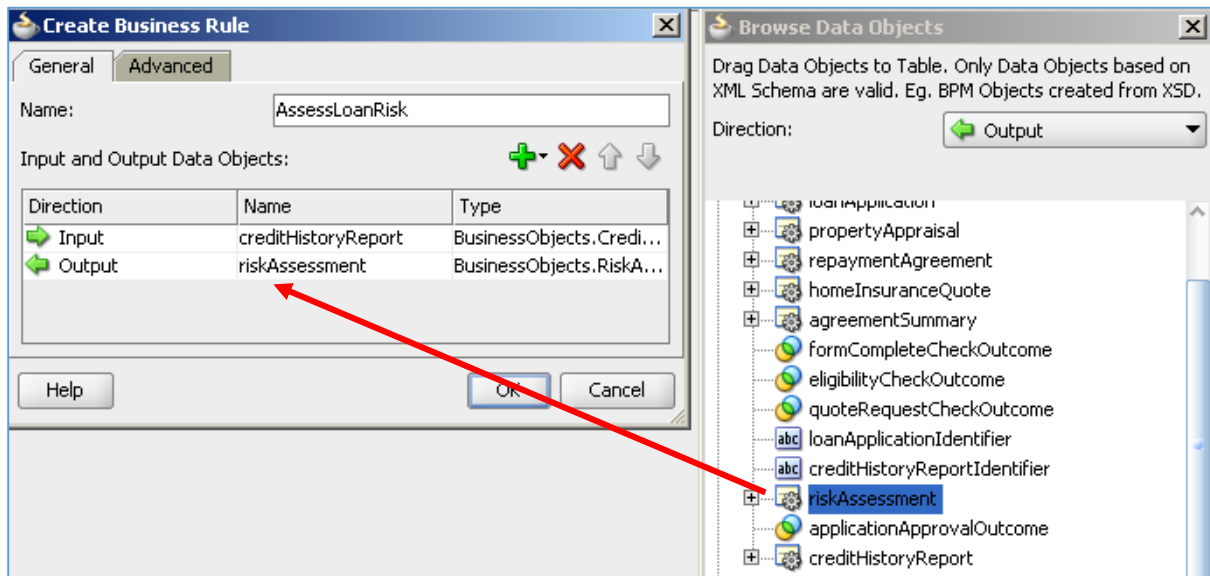 Create Business Rule
General
Advanced
Name:
AssessLoanRisk
Input and Output Data Objects:
Direction Name Type
Input creditHistoryReport BusinessObjects.Credi...
Output riskAssessment BusinessObjects.RiskA...
Help
OK
Cancel
Browse Data Objects
Drag Data Objects to Table. Only Data Objects based on
XML Schema are valid. Eg. BPM Objects created from XSD.
Direction:
Output
loanApplication
propertyAppraisal
repaymentAgreement
homeInsuranceQuote
agreementSummary
formCompleteCheckOutcome
eligibilityCheckOutcome
quoteRequestCheckOutcome
abc loanApplicationIdentifier
abc creditHistoryReportIdentifier
riskAssessment
applicationApprovalOutcome
creditHistoryReport